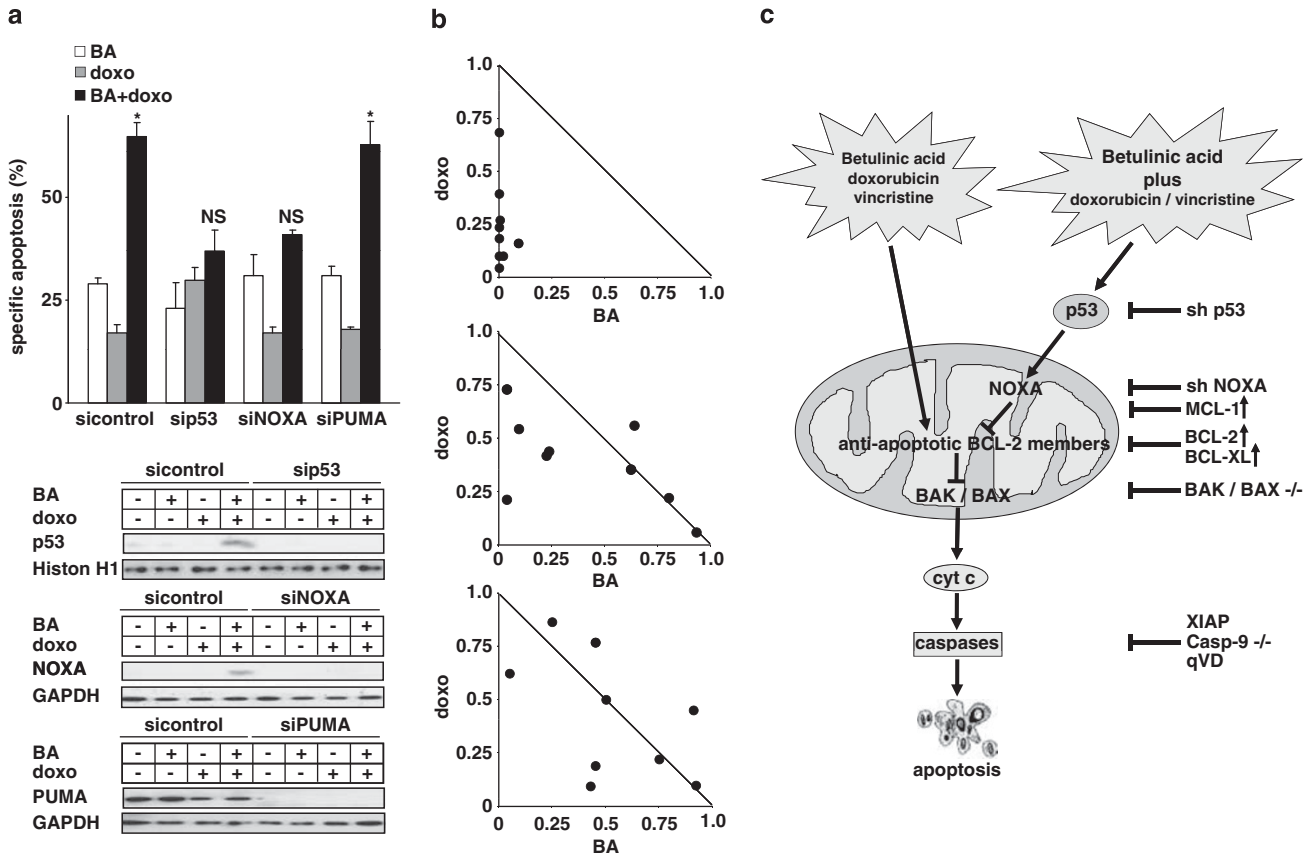 a
BA
doxo
BA+doxo
specific apoptosis (%)
50
25
0
*
NS
NS
*
sicontrol sip53 siNOXA siPUMA
sicontrol sip53
BA - + - + - + - +
doxo - - + + - - + +
p53
Histon H1
sicontrol siNOXA
BA - + - + - + - +
doxo - - + + - - + +
NOXA
GAPDH
sicontrol siPUMA
BA - + - + - + - +
doxo - - + + - - + +
PUMA
GAPDH
b
1.0
0.75
0.5
0.25
0
doxo
0 0.25 0.5 0.75 1.0
BA
1.0
0.75
0.5
0.25
0
doxo
0 0.25 0.5 0.75 1.0
BA
1.0
0.75
0.5
0.25
0
doxo
0 0.25 0.5 0.75 1.0
BA
c
Betulinic acid
doxorubicin
vincristine
Betulinic acid
plus
doxorubicin / vincristine
p53
sh p53
NOXA
sh NOXA
MCL-1
anti-apoptotic BCL-2 members
BCL-2
BCL-XL
BAK / BAX
BAK / BAX -/-
cyt c
caspases
XIAP
Casp-9 -/-
qVD
apoptosis